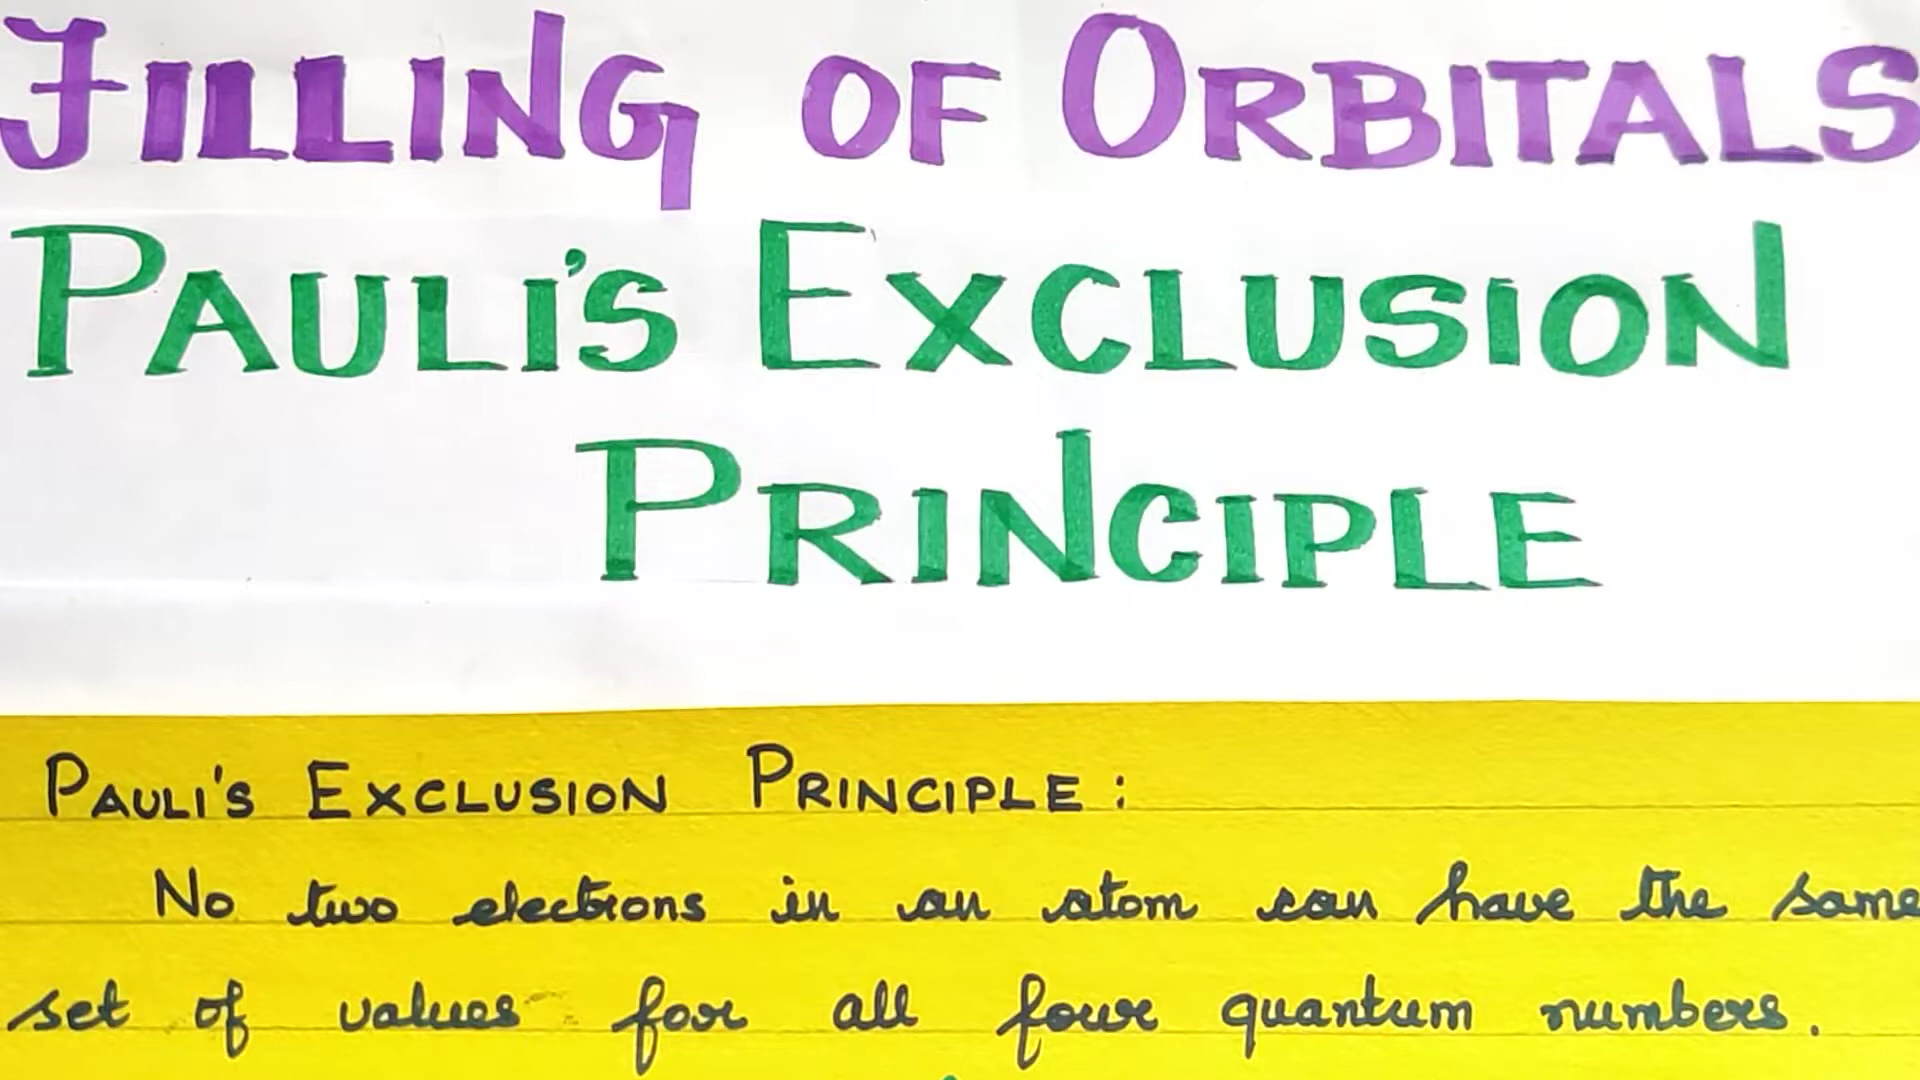 FILLING OF ORBITALS
PAULI'S EXCLUSION
PRINCIPLE
PAULI'S EXCLUSION PRINCIPLE:
No two electrons in an atom can have the same
set of values for all four quantum numbers.